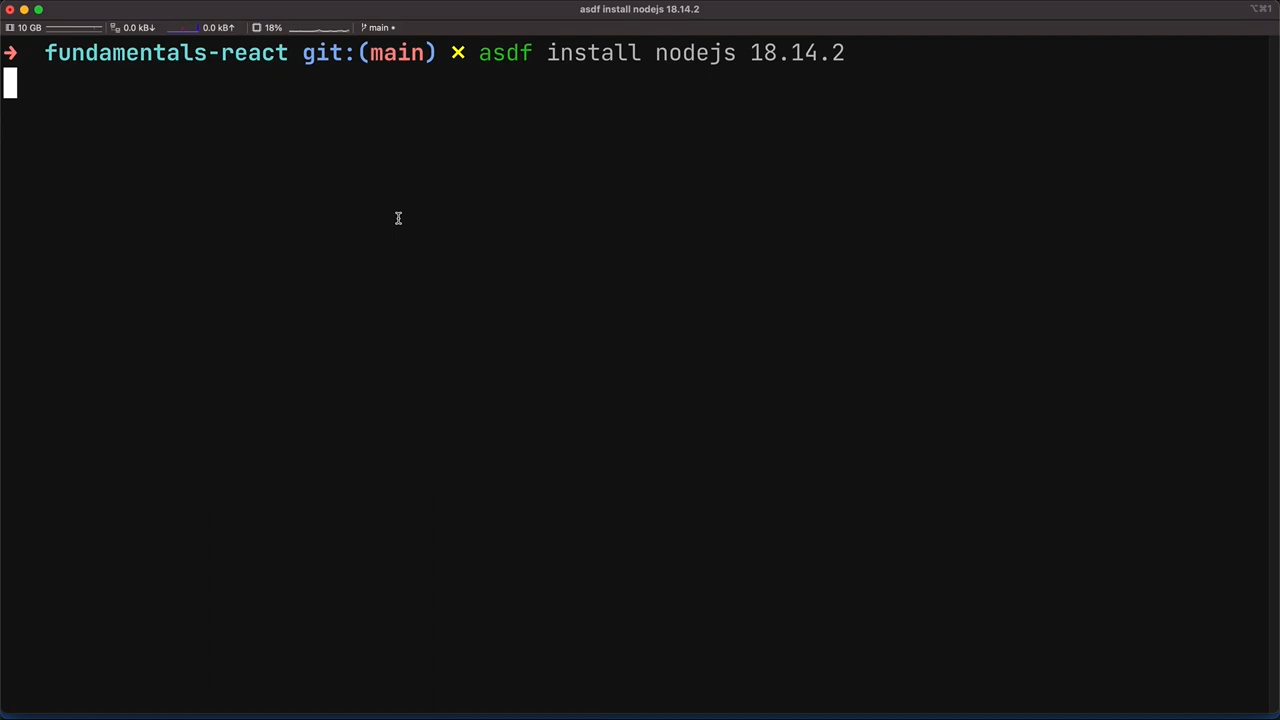 asdf install nodejs 18.14.2
⌥⌘1
10 GB 0.0 kB↓ 0.0 kB↑ 18% main •
➜ fundamentals-react git:(main) ✗ asdf install nodejs 18.14.2